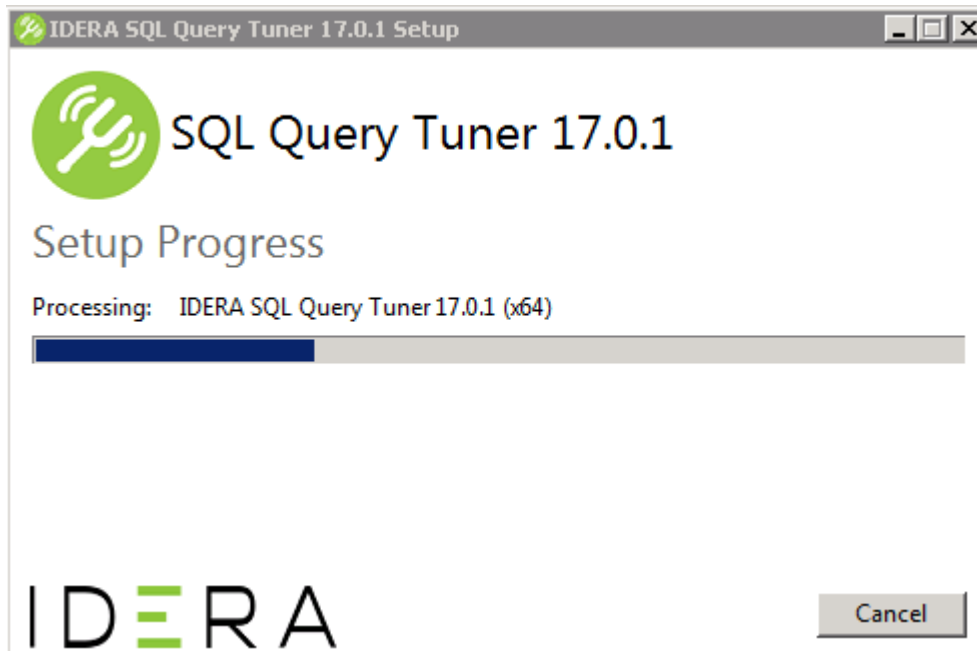 IDERA SQL Query Tuner 17.0.1 Setup
SQL Query Tuner 17.0.1
Setup Progress
Processing: IDERA SQL Query Tuner 17.0.1 (x64)
IDERA
Cancel